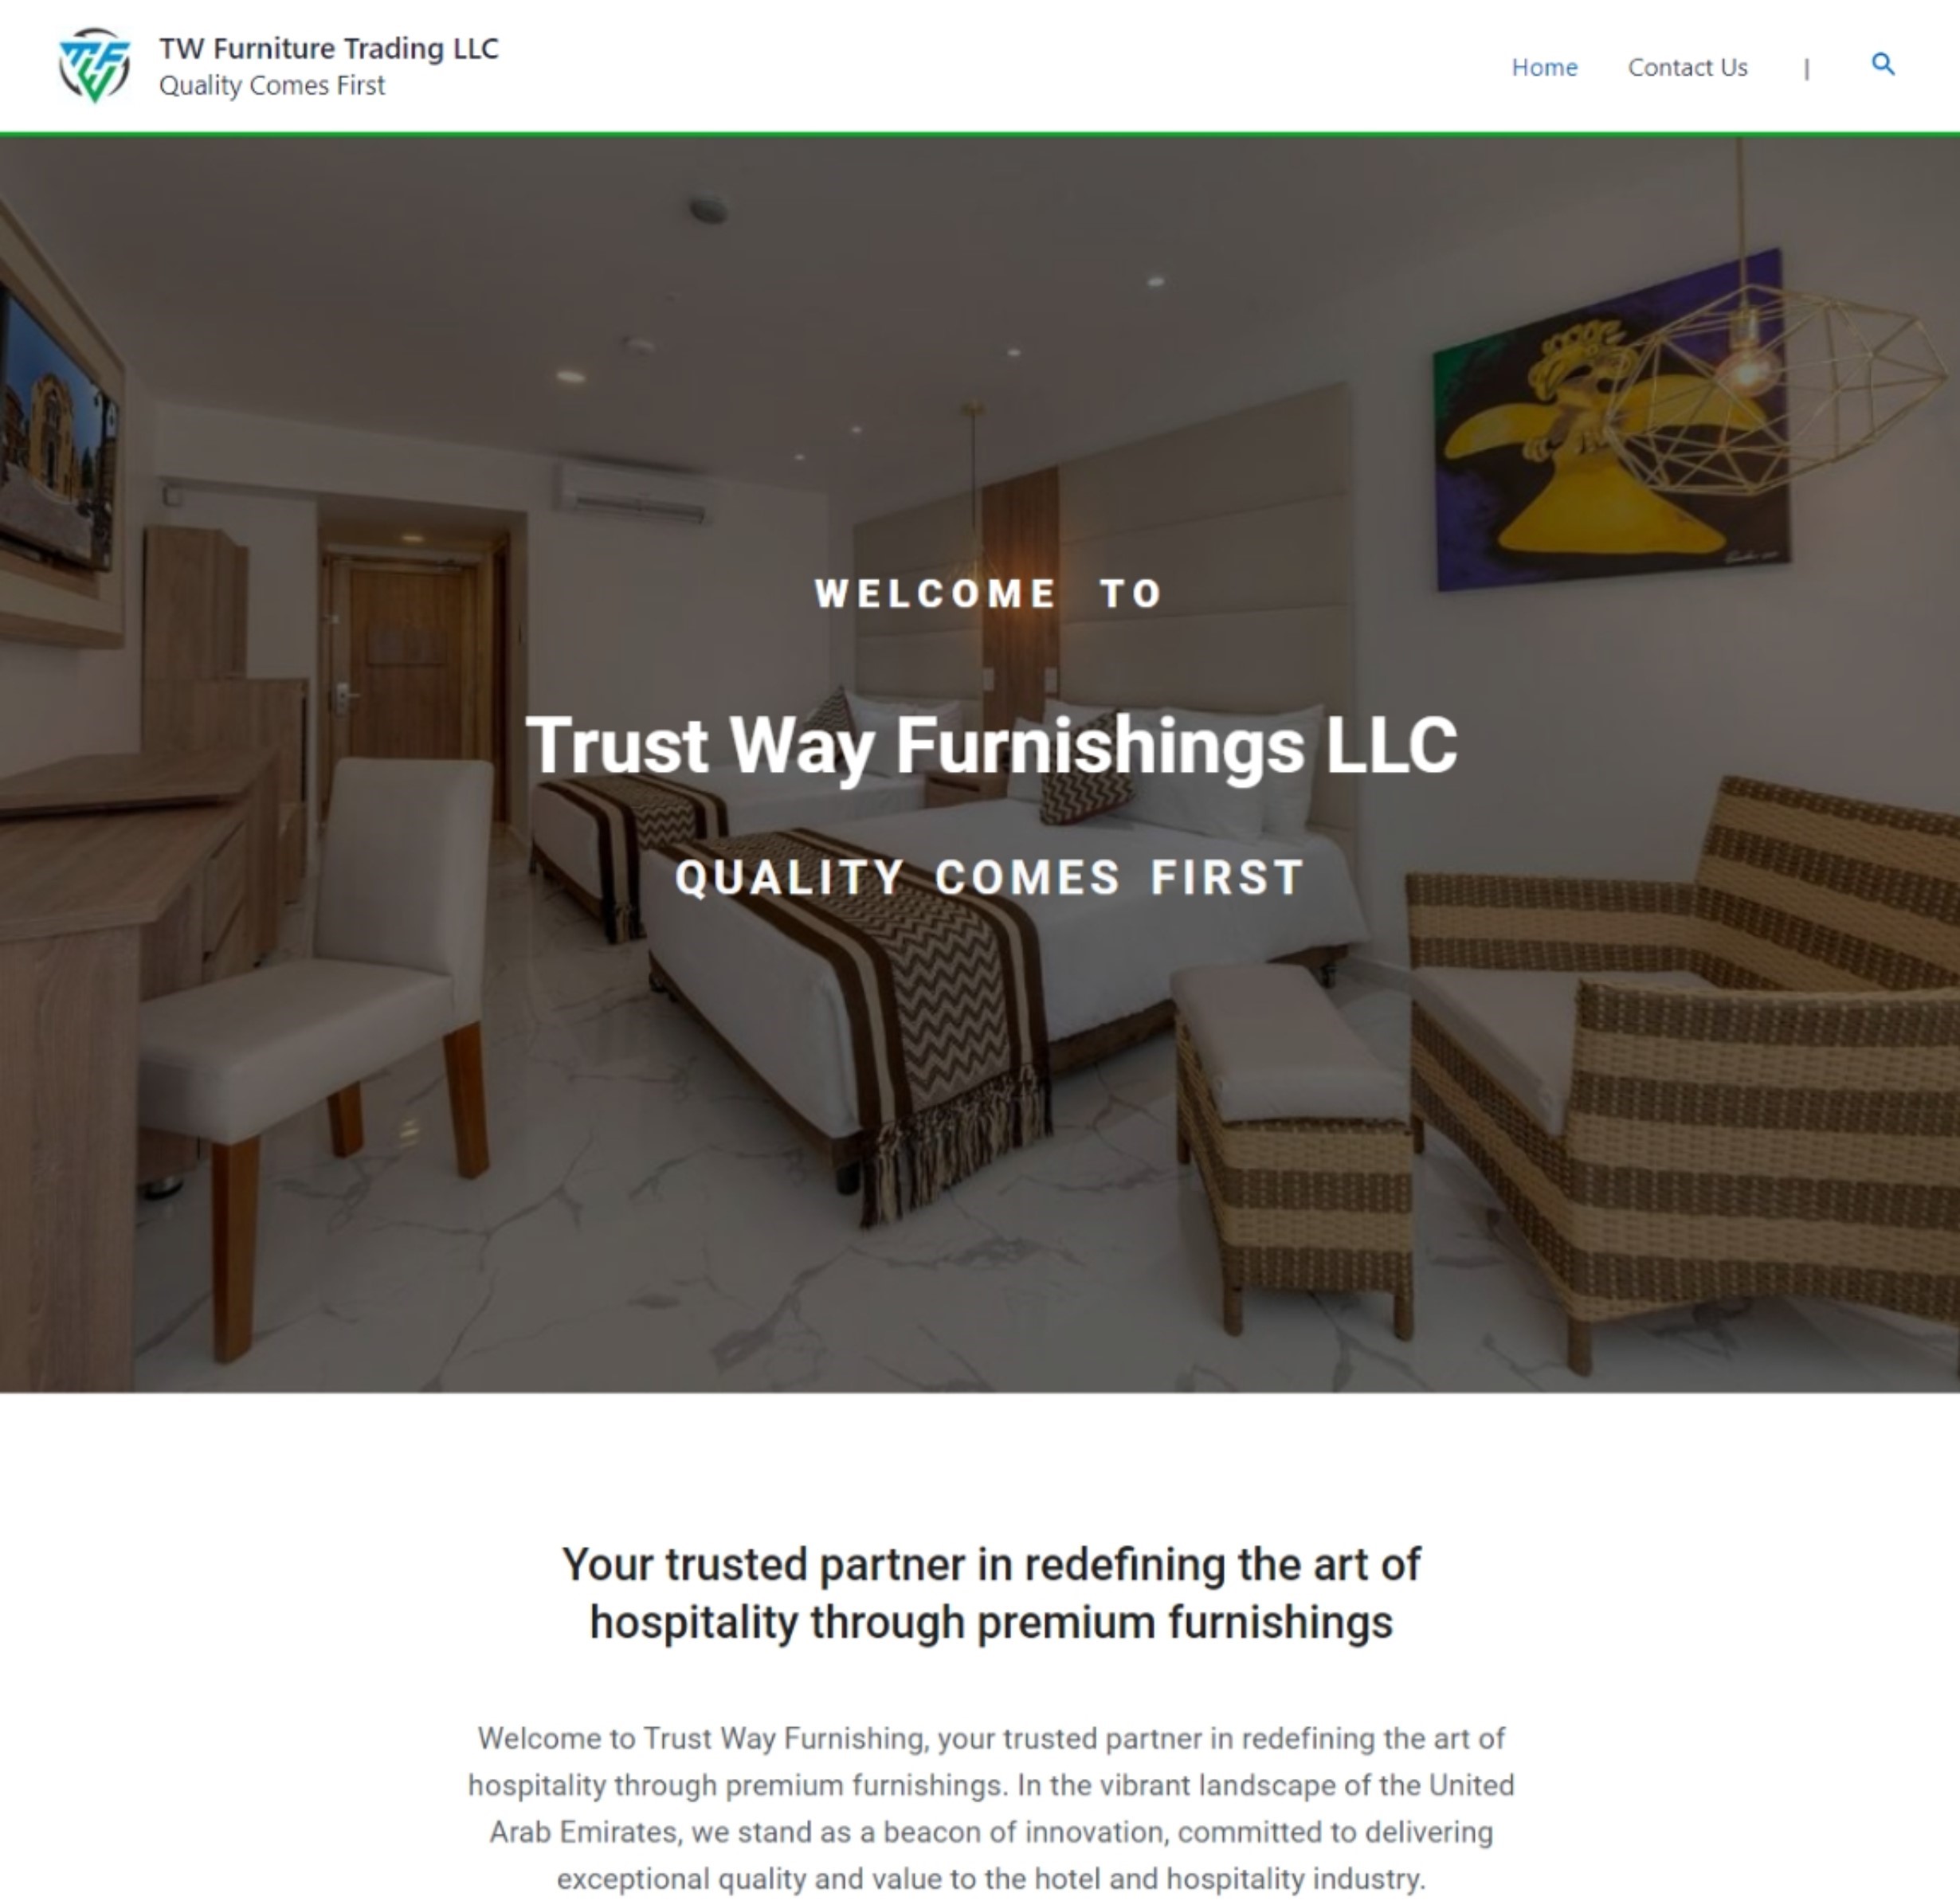 TW Furniture Trading LLC
Quality Comes First
Home
Contact Us
|
WELCOME TO
Trust Way Furnishings LLC
QUALITY COMES FIRST
Your trusted partner in redefining the art of
hospitality through premium furnishings
Welcome to Trust Way Furnishing, your trusted partner in redefining the art of
hospitality through premium furnishings. In the vibrant landscape of the United
Arab Emirates, we stand as a beacon of innovation, committed to delivering
exceptional quality and value to the hotel and hospitality industry.